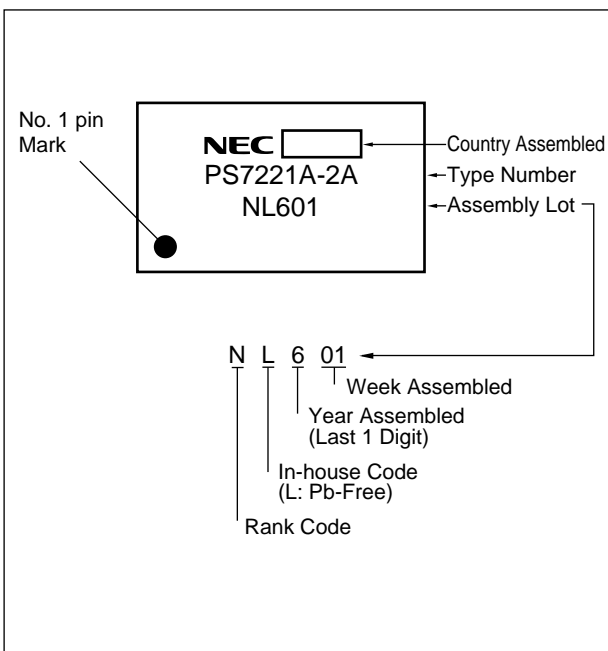 No. 1 pin
Mark
NEC
Country Assembled
PS7221A-2A
Type Number
NL601
Assembly Lot
N L 6 01
Week Assembled
Year Assembled
(Last 1 Digit)
In-house Code
(L: Pb-Free)
Rank Code